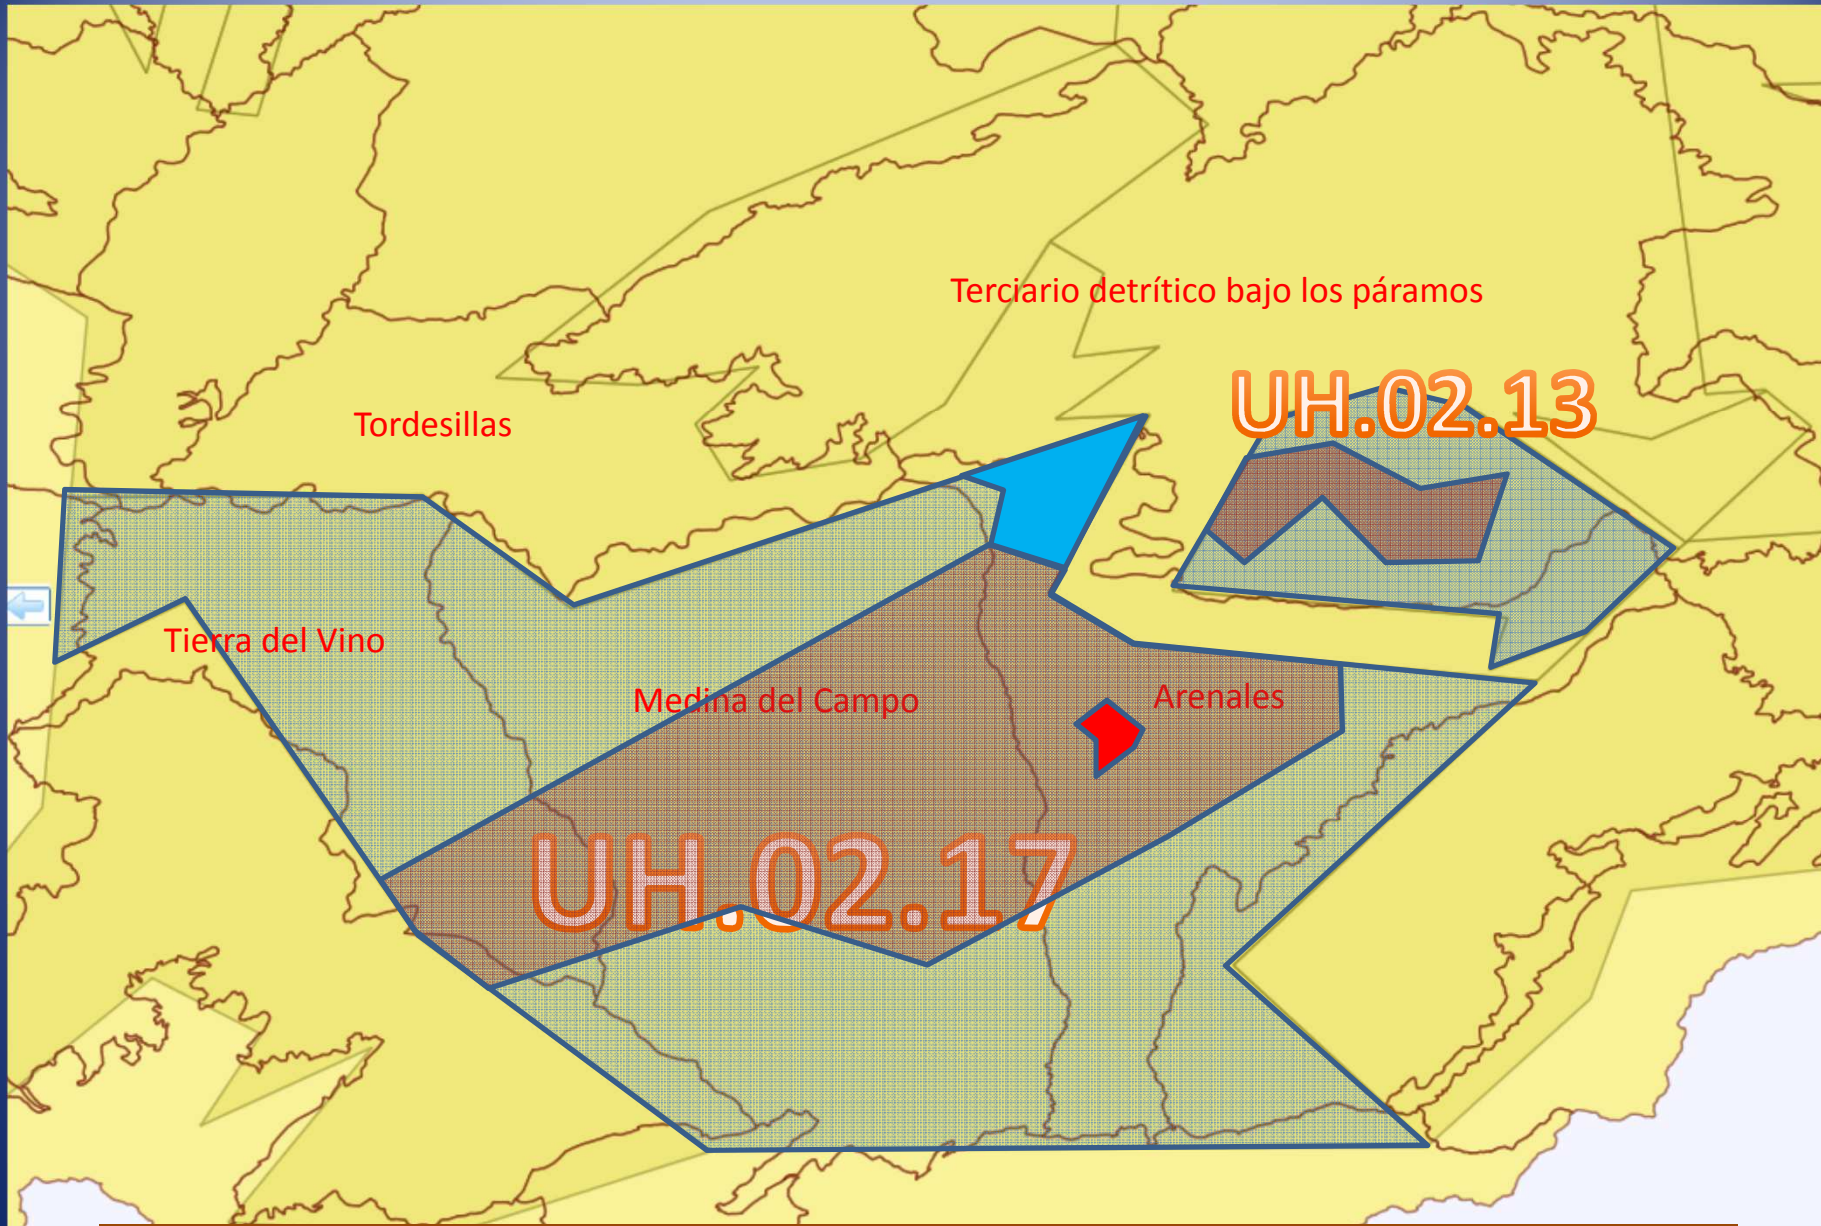 Terciario detrítico bajo los páramos
UH.02.13
Tordesillas
Tierra del Vino
Medina del Campo
Arenales
UH.02.17